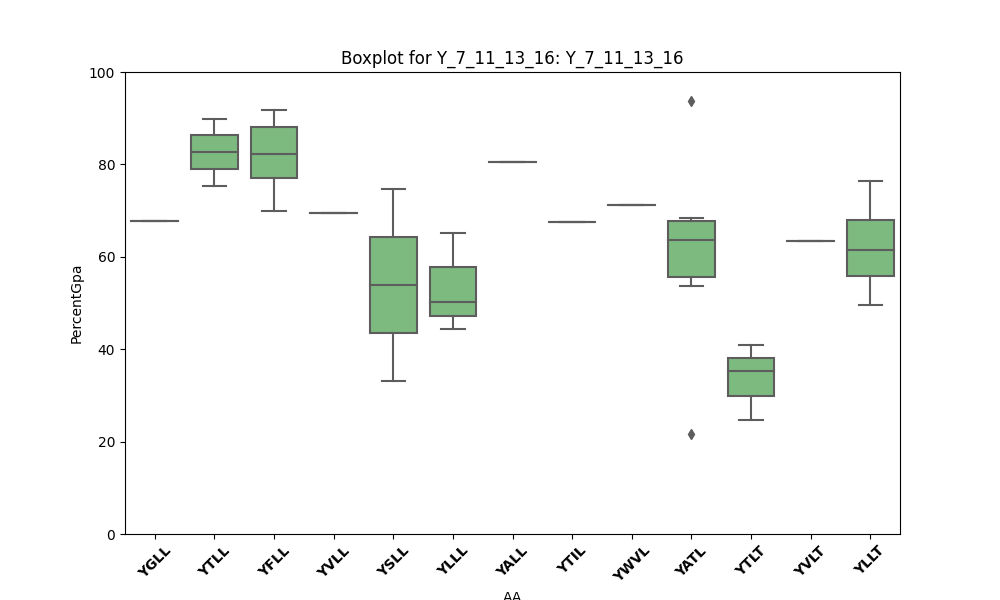 Boxplot for Y_7_11_13_16: Y_7_11_13_16
100
80
60
40
20
0
PercentGpa
YGLL YTLL YFLL YVLL YSLL YLLL YALL YTIL YWVL YATL YTLT YVLT YLLT
AA